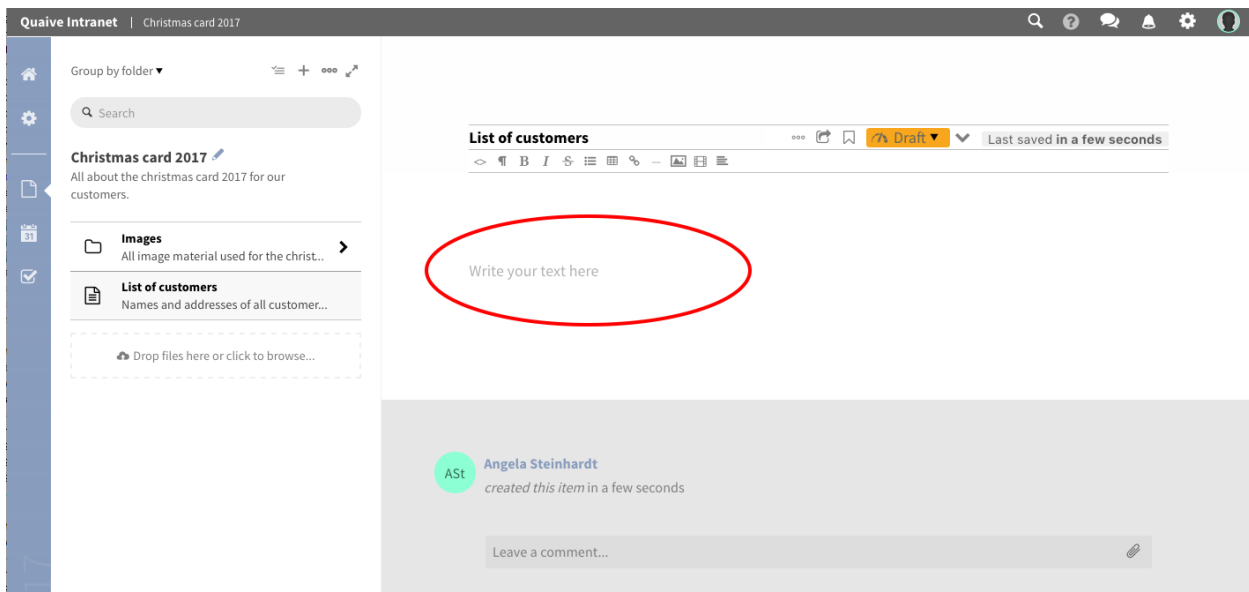 Quaive Intranet | Christmas card 2017
Group by folder
Search
Christmas card 2017
All about the christmas card 2017 for our
customers.
Images
All image material used for the christ...
List of customers
Names and addresses of all customer...
Drop files here or click to browse...
List of customers
Draft
Last saved in a few seconds
B I S
31
Write your text here
ASt
Angela Steinhardt
created this item in a few seconds
Leave a comment...